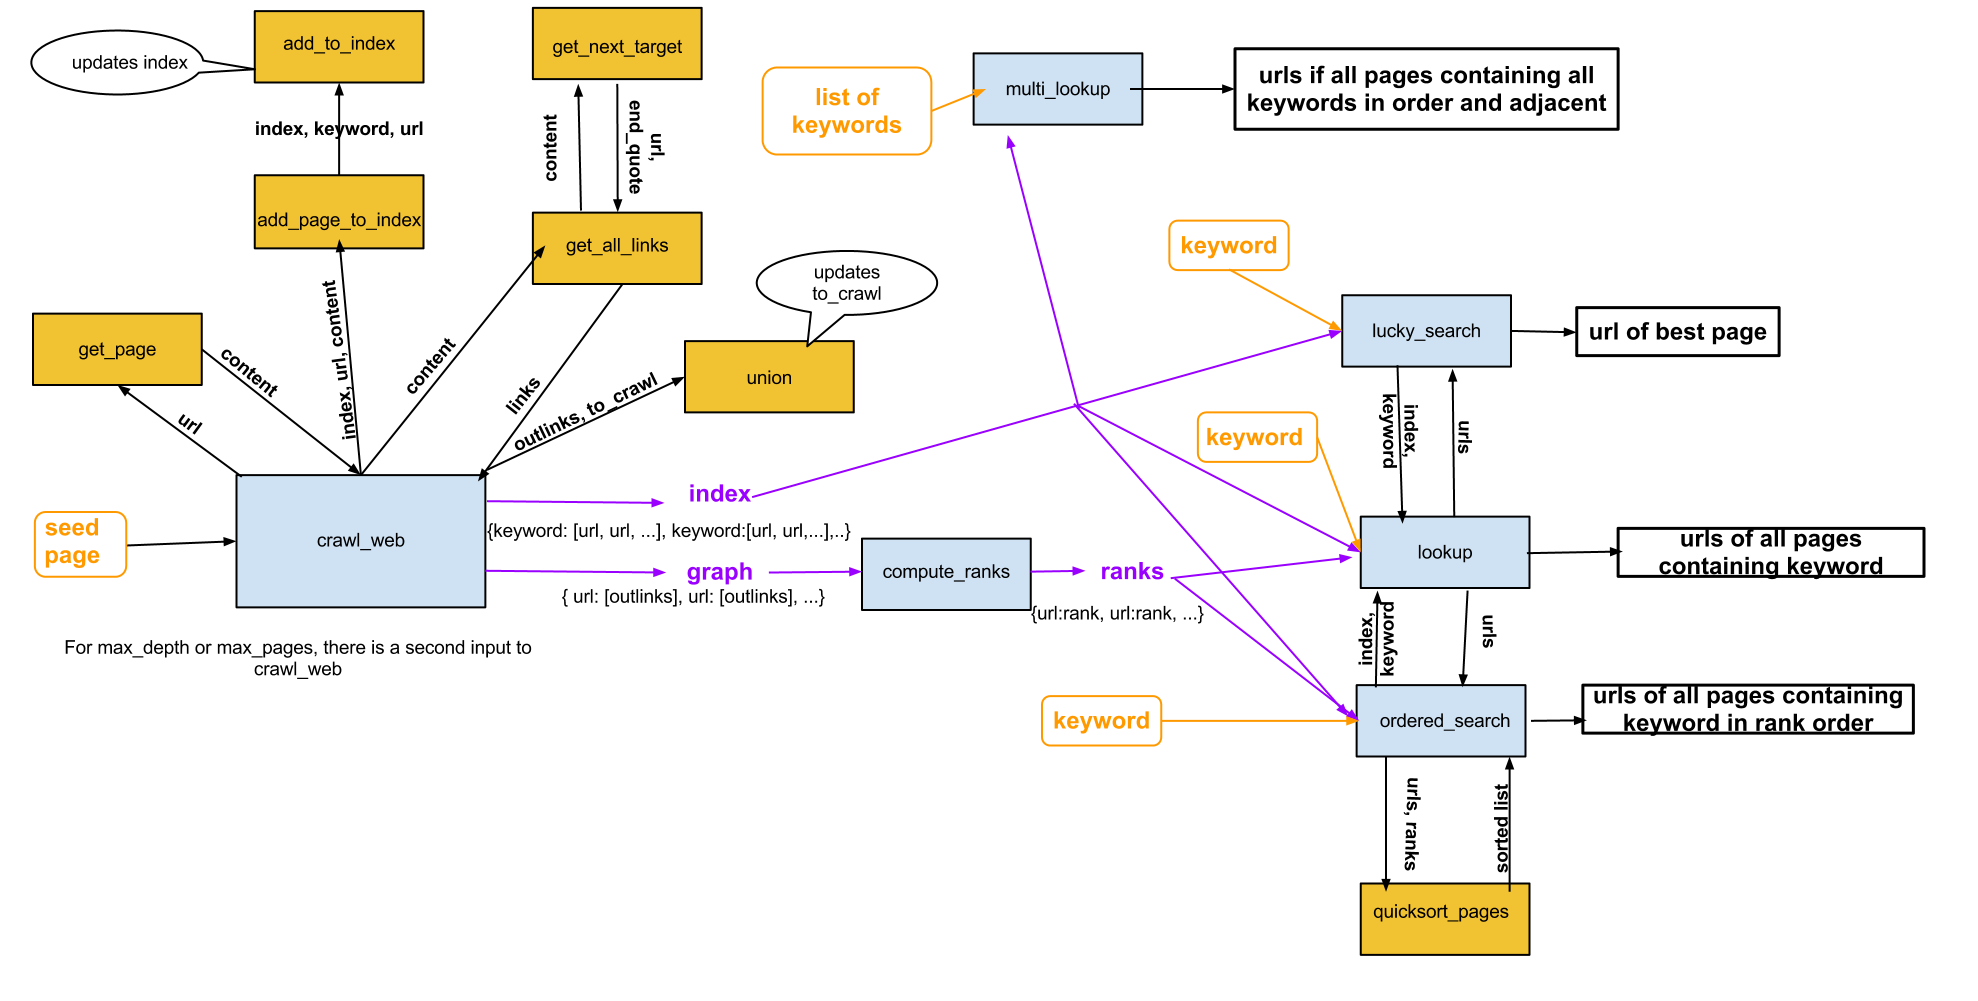 add_to_index
updates index
index, keyword, url
add_page_to_index
get_next_target
content
url,
end_quote
get_all_links
updates
to_crawl
union
get_page
content
url
index, url, content
content
links
outlinks, to_crawl
seed
page
crawl_web
For max_depth or max_pages, there is a second input to
crawl_web
index
{keyword: [url, url, ...], keyword:[url, url,...],..}
graph
{ url: [outlinks], url: [outlinks], ...}
compute_ranks
ranks
{url:rank, url:rank, ...}
list of
keywords
multi_lookup
urls if all pages containing all
keywords in order and adjacent
keyword
lucky_search
url of best page
index,
keyword
urls
keyword
lookup
urls of all pages
containing keyword
index,
keyword
urls
keyword
ordered_search
urls of all pages containing
keyword in rank order
urls, ranks
sorted list
quicksort_pages